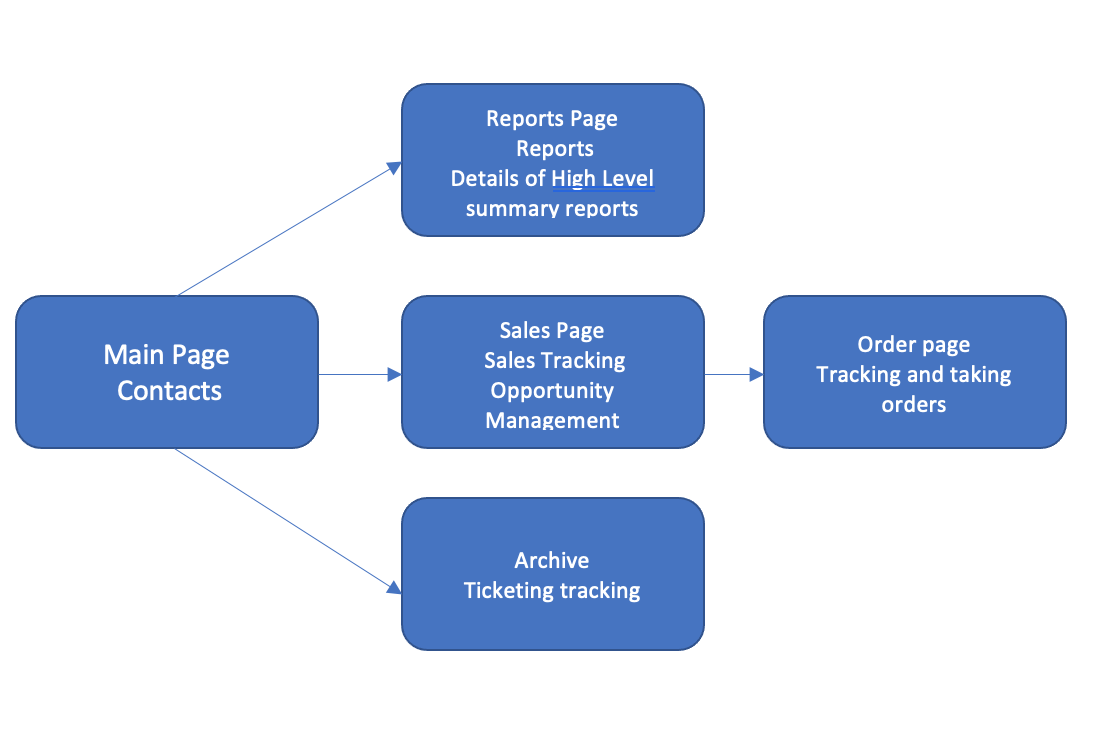 Reports Page
Reports
Details of High Level
summary reports
Main Page
Contacts
Sales Page
Sales Tracking
Opportunity
Management
Order page
Tracking and taking
orders
Archive
Ticketing tracking